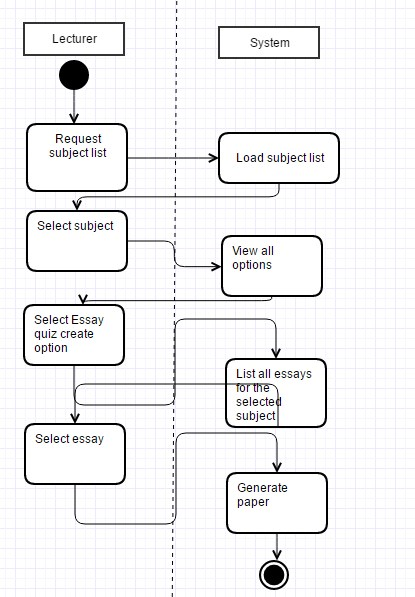 Lecturer
System
Request
subject list
Load subject list
Select subject
View all
options
Select Essay
quiz create
option
List all essays
for the
selected
subject
Select essay
Generate
paper